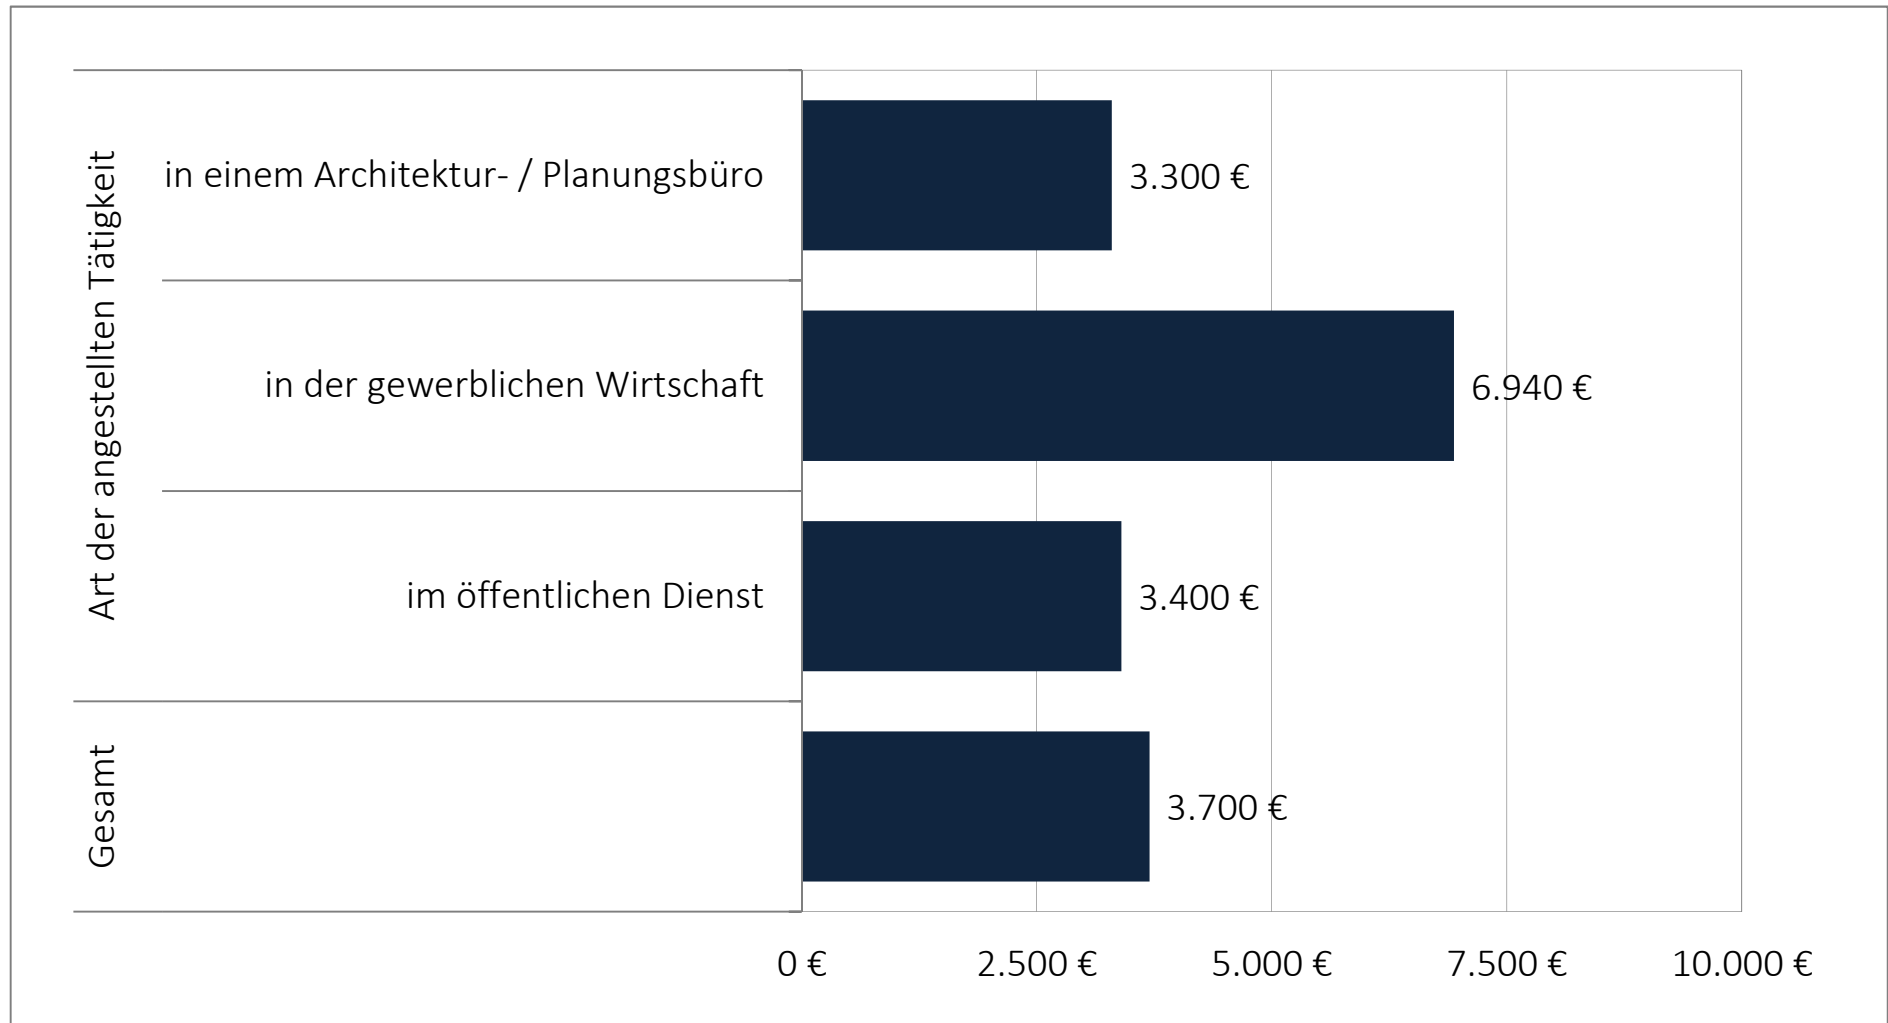 Art der angestellten Tätigkeit
in einem Architektur- / Planungsbüro
3.300 €
in der gewerblichen Wirtschaft
6.940 €
im öffentlichen Dienst
3.400 €
Gesamt
3.700 €
0 €
2.500 €
5.000 €
7.500 €
10.000 €